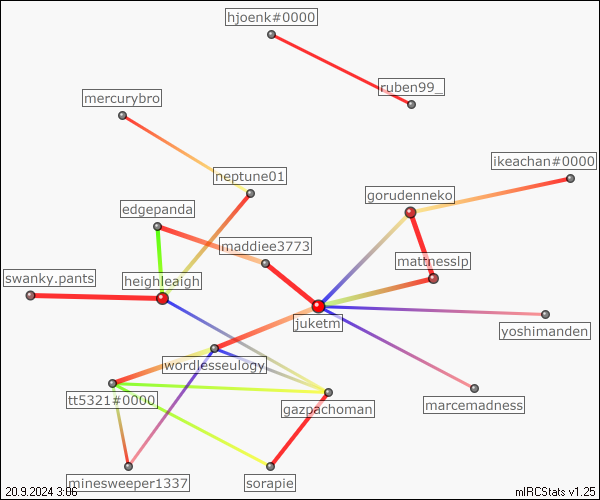 hjoenk#0000
ruben99_
mercurybro
ikeachan#0000
neptune01
gorudenneko
edgepanda
maddiee3773
mattnesslp
swanky.pants
heighleaigh
juketm
yoshimanden
wordlesseulogy
tt5321#0000
gazpachoman
marcemadness
minesweeper1337
sorapie
20.9.2024 3:06
mIRCStats v1.25